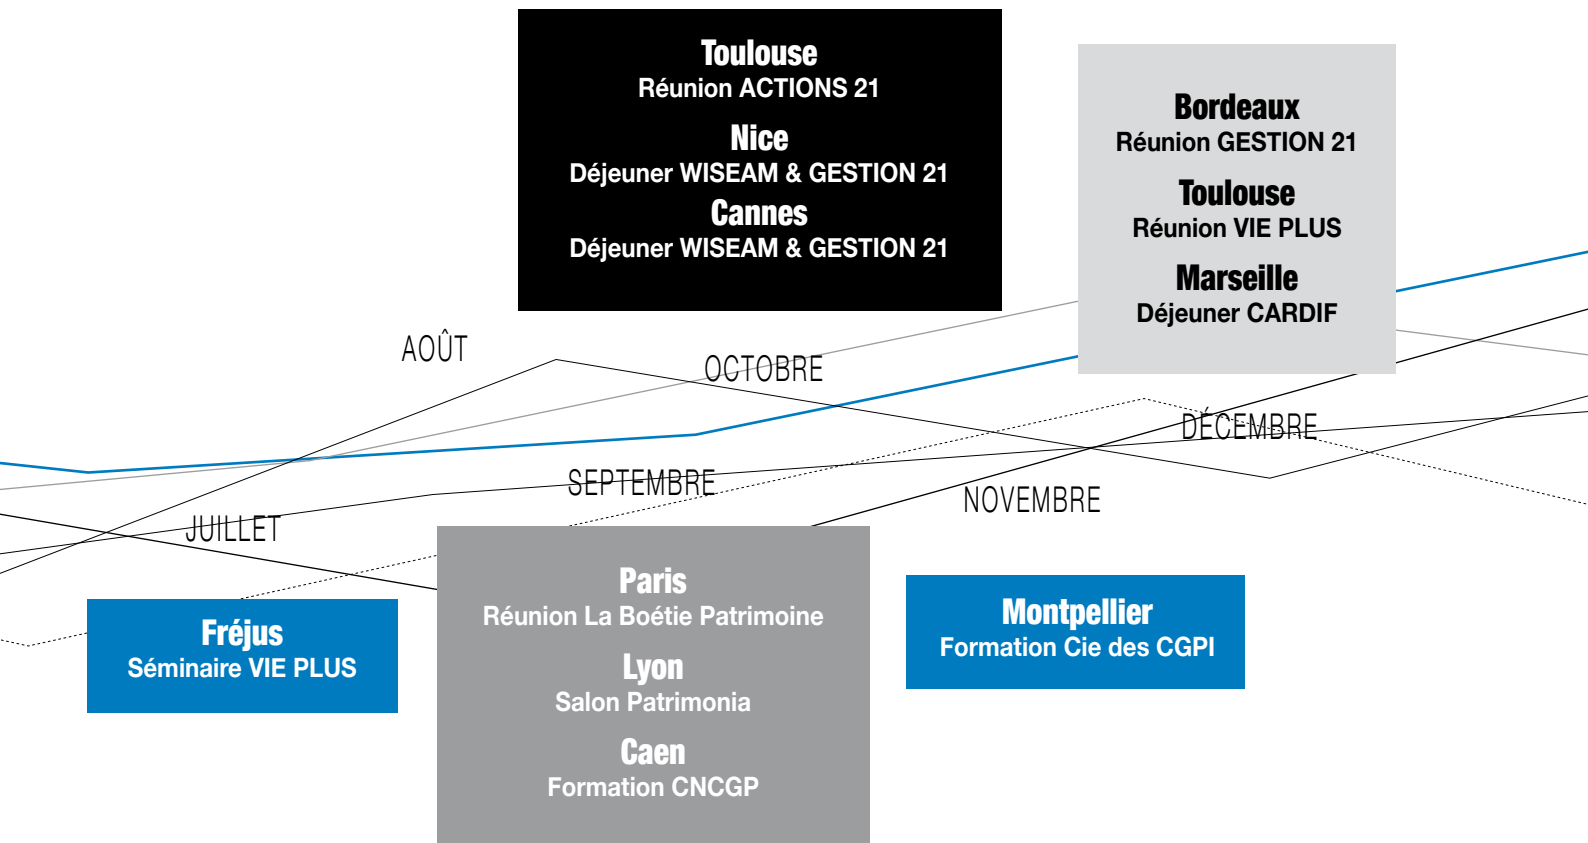 Toulouse
Réunion ACTIONS 21
Nice
Déjeuner WISEAM & GESTION 21
Cannes
Déjeuner WISEAM & GESTION 21
Bordeaux
Réunion GESTION 21
Toulouse
Réunion VIE PLUS
Marseille
Déjeuner CARDIF
AOÛT
OCTOBRE
DÉCEMBRE
SEPTEMBRE
NOVEMBRE
JUILLET
Fréjus
Séminaire VIE PLUS
Paris
Réunion La Boétie Patrimoine
Lyon
Salon Patrimonia
Caen
Formation CNCGP
Montpellier
Formation Cie des CGPI